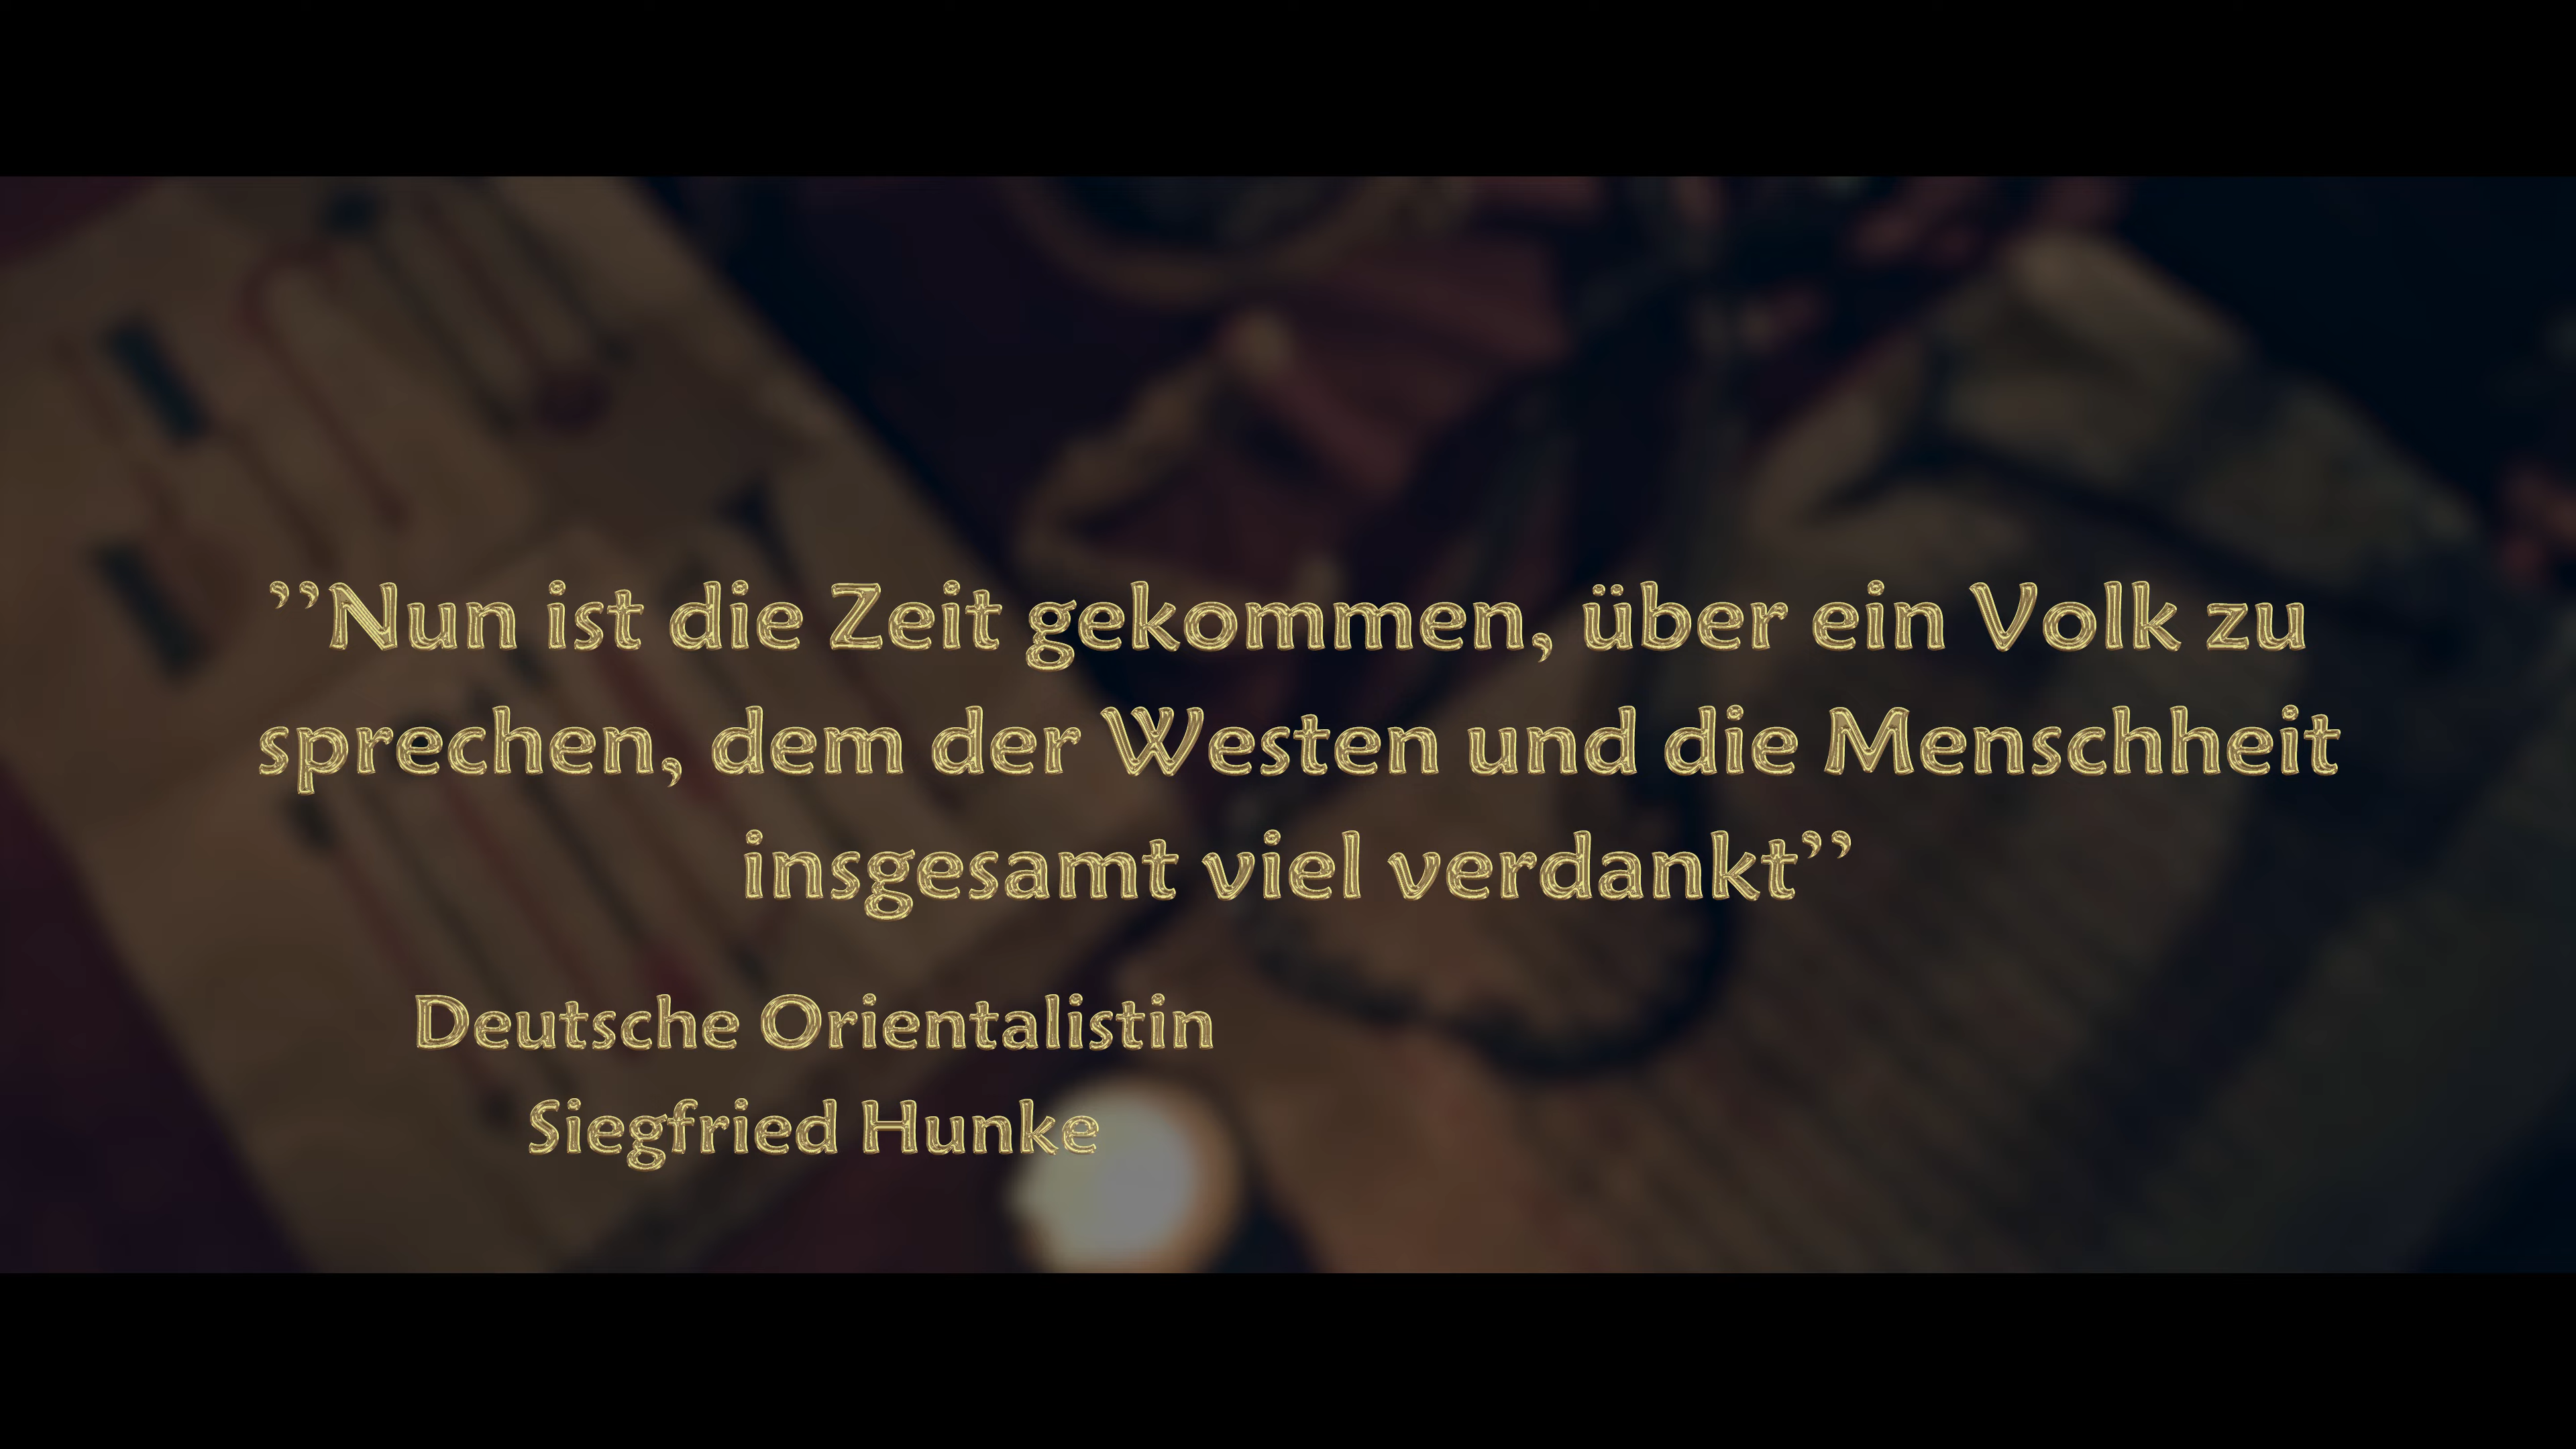 ”Nun ist die Zeit gekommen, über ein Volk zu
sprechen, dem der Westen und die Menschheit
insgesamt viel verdankt”
Deutsche Orientalistin
Siegfried Hunke